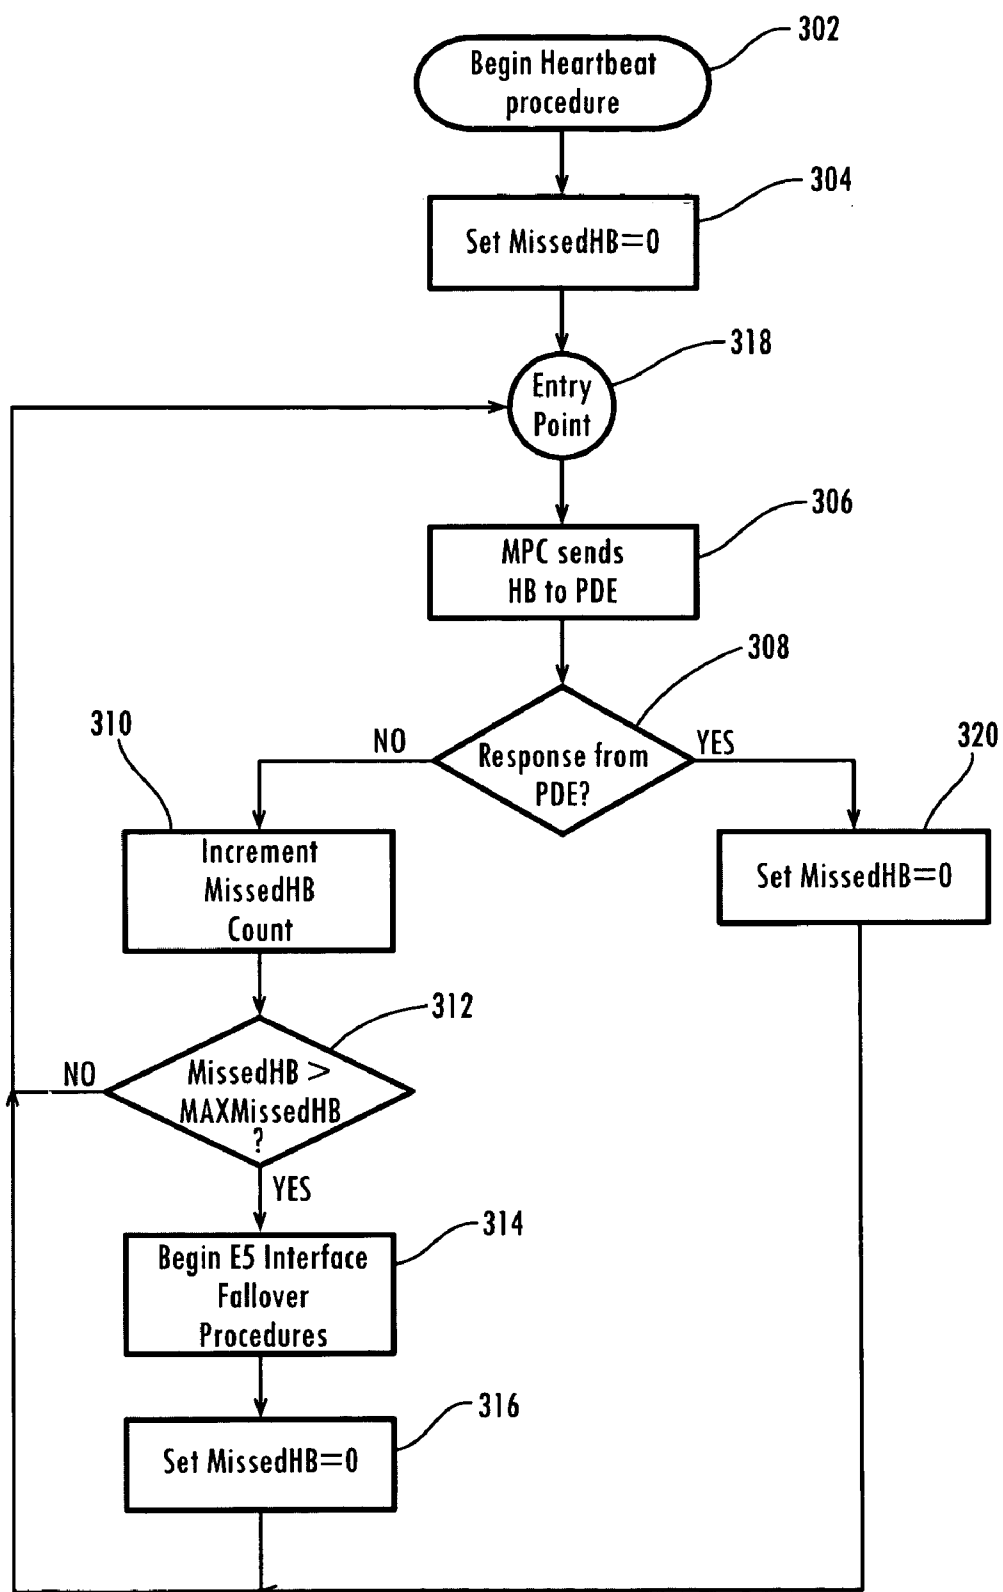 302
Begin Heartbeat
procedure
304
Set MissedHB=0
318
Entry
Point
306
MPC sends
HB to PDE
308
Response from
PDE?
NO
YES
310
Increment
MissedHB
Count
320
Set MissedHB=0
312
MissedHB >
MAXMissedHB
?
NO
YES
314
Begin E5 Interface
Fallover
Procedures
316
Set MissedHB=0